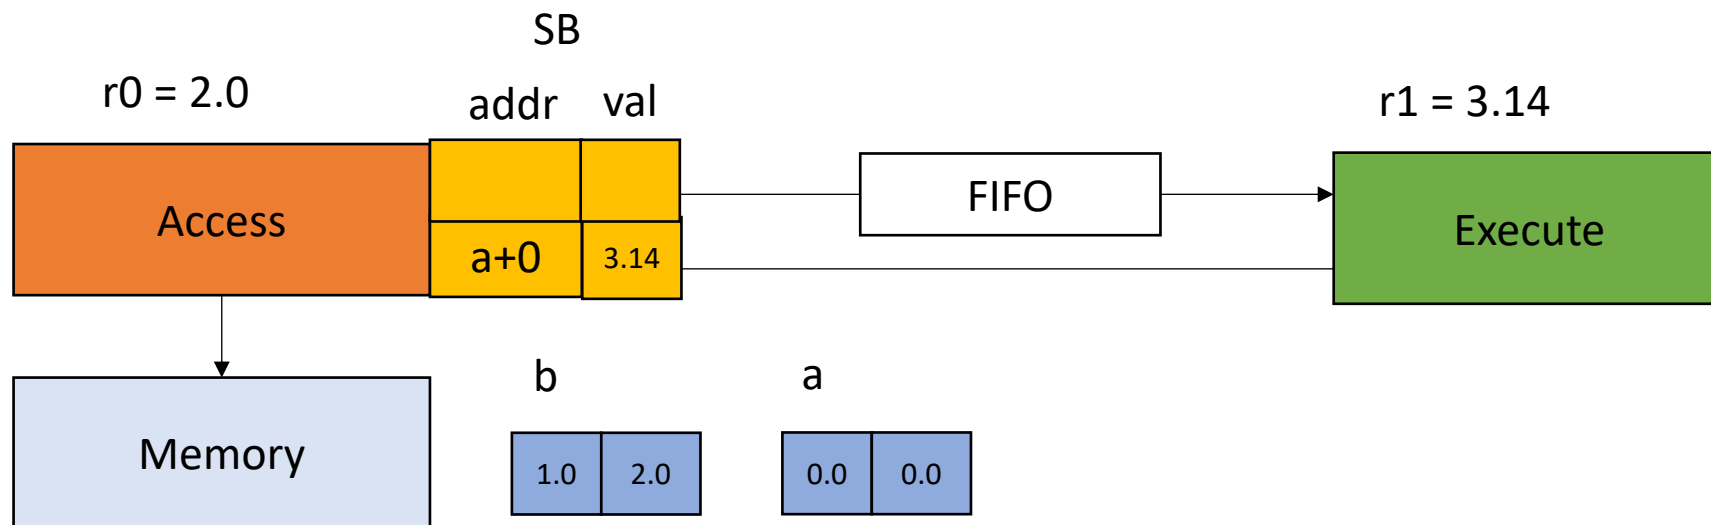 SB
r0 = 2.0
addr val
r1 = 3.14
Access
FIFO
Execute
a+0 3.14
b
a
Memory
1.0 2.0
0.0 0.0